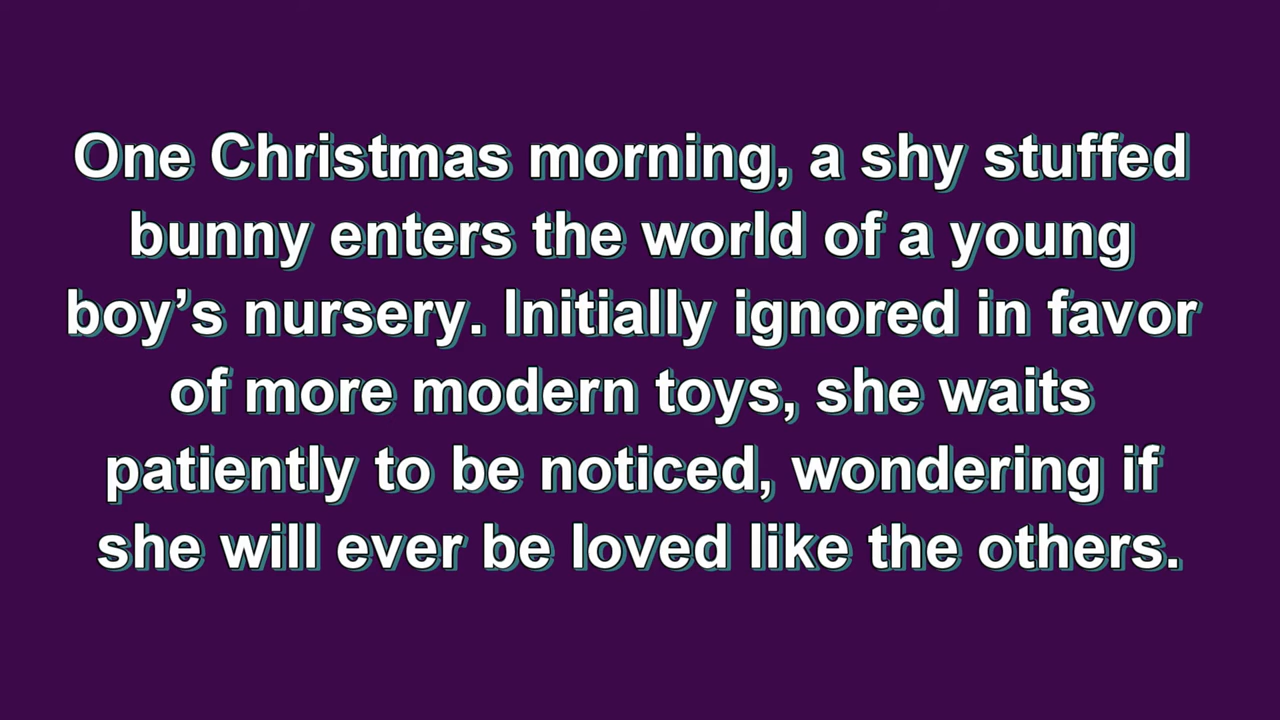 One Christmas morning, a shy stuffed
bunny enters the world of a young
boy’s nursery. Initially ignored in favor
of more modern toys, she waits
patiently to be noticed, wondering if
she will ever be loved like the others.